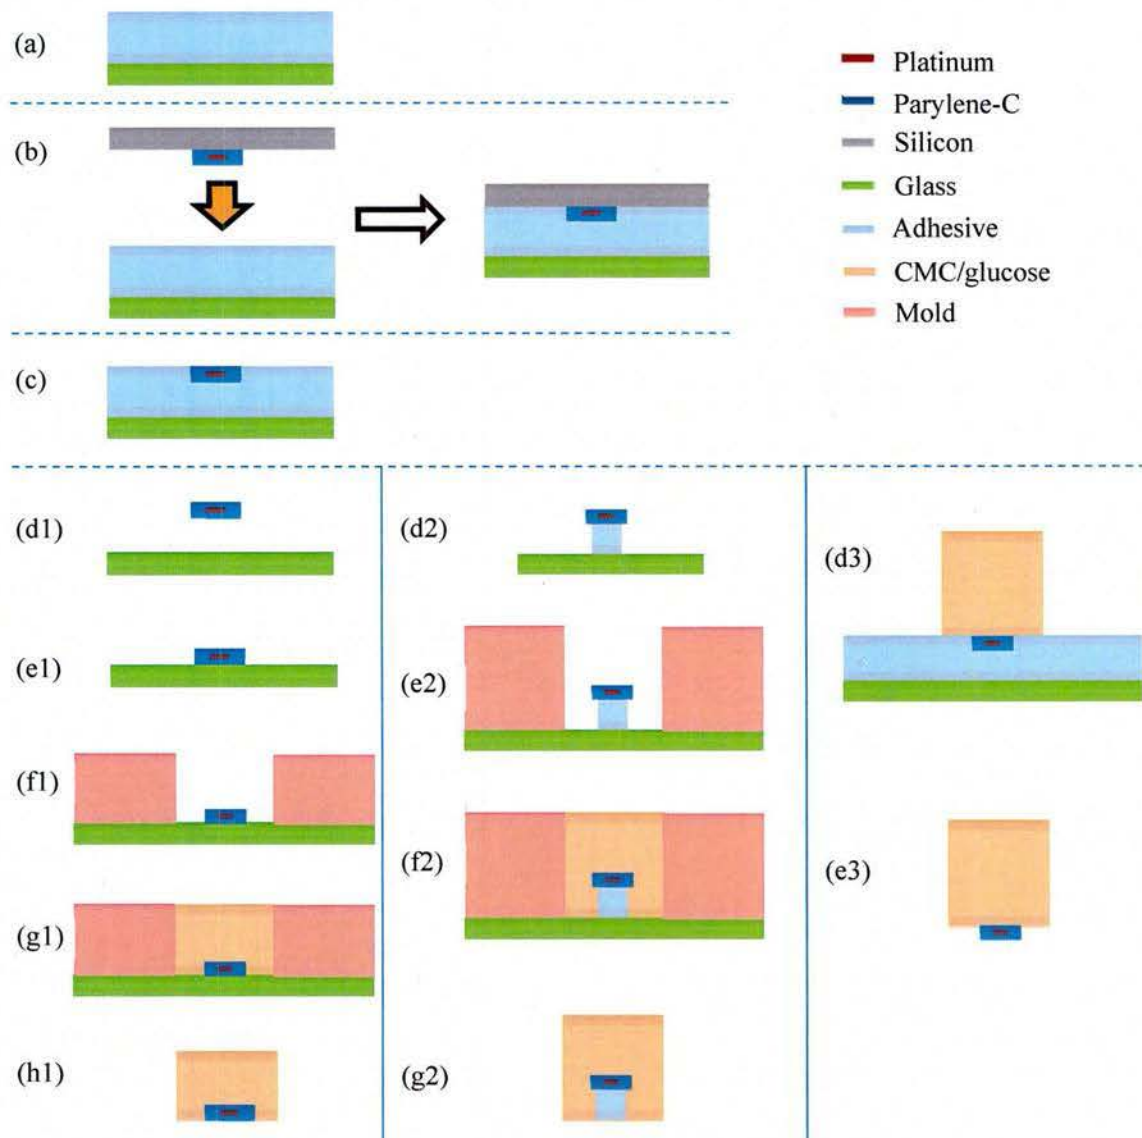 (a)
Platinum
Parylene-C
(b)
Silicon
Glass
Adhesive
CMC/glucose
Mold
(c)
(d1)
(d2)
(d3)
(e1)
(e2)
(f1)
(f2)
(e3)
(g1)
(h1)
(g2)